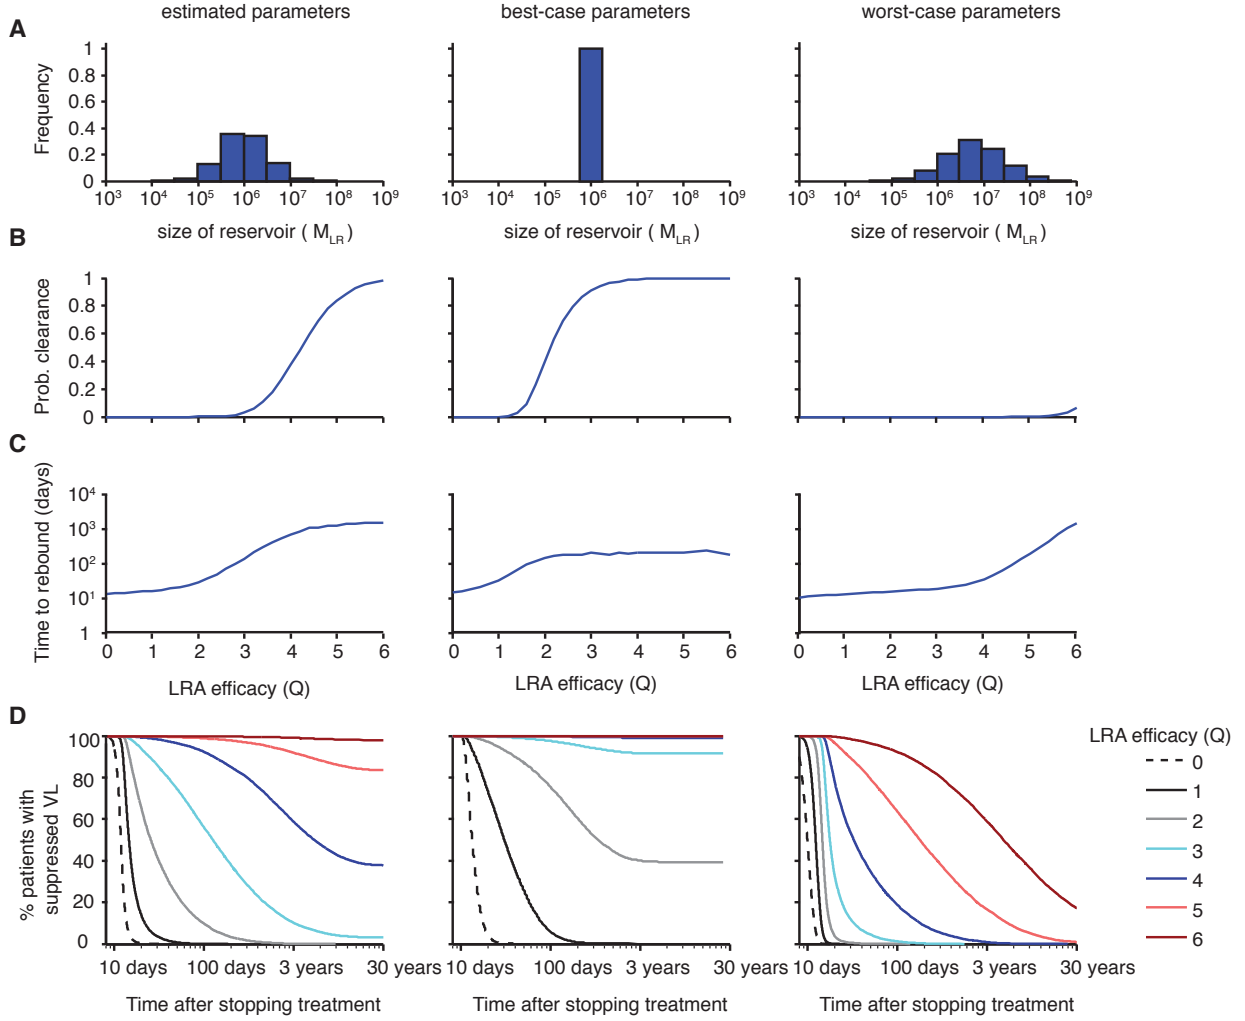 estimated parameters best-case parameters worst-case parameters
A
Frequency
1 0.8 0.6 0.4 0.2 0
10³ 10⁴ 10⁵ 10⁶ 10⁷ 10⁸ 10⁹ 10³ 10⁴ 10⁵ 10⁶ 10⁷ 10⁸ 10⁹ 10³ 10⁴ 10⁵ 10⁶ 10⁷ 10⁸ 10⁹
size of reservoir ( M_LR ) size of reservoir ( M_LR ) size of reservoir ( M_LR )
B
Prob. clearance
1 0.8 0.6 0.4 0.2 0
C
Time to rebound (days)
10⁴ 10³ 10² 10¹ 1
0 1 2 3 4 5 6 0 1 2 3 4 5 6 0 1 2 3 4 5 6
LRA efficacy (Q) LRA efficacy (Q) LRA efficacy (Q)
D
% patients with
suppressed VL
100 80 60 40 20 0
10 days 100 days 3 years 30 years 10 days 100 days 3 years 30 years 10 days 100 days 3 years 30 years
Time after stopping treatment Time after stopping treatment Time after stopping treatment
LRA efficacy (Q)
0
1
2
3
4
5
6